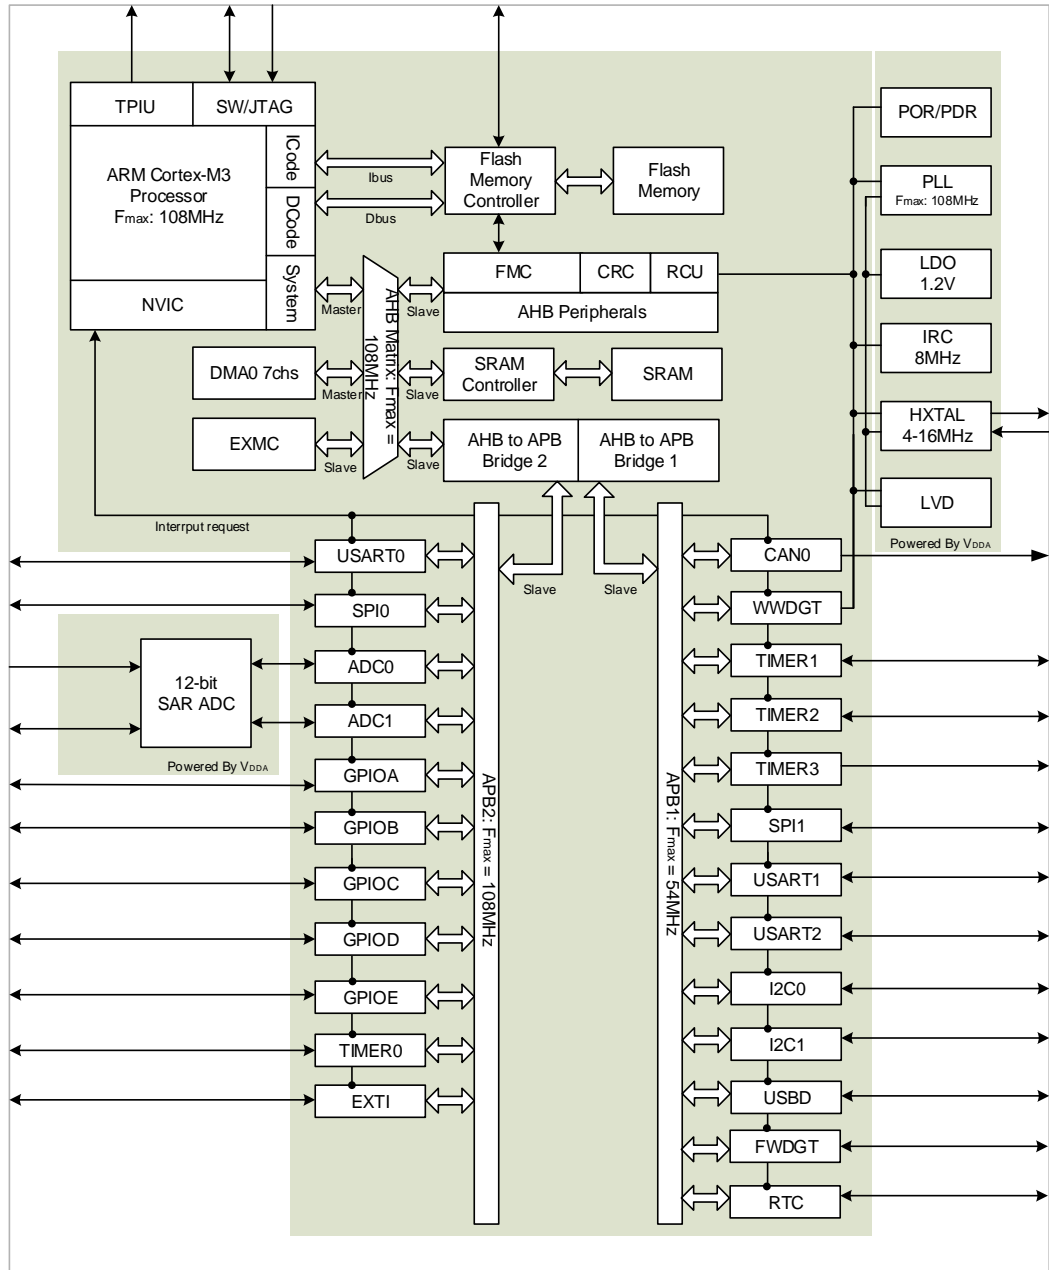 TPIU
SW/JTAG
POR/PDR
ARM Cortex-M3
Processor
Fmax: 108MHz
ICode
DCode
System
NVIC
Ibus
Dbus
Flash
Memory
Controller
Flash
Memory
PLL
Fmax: 108MHz
FMC
CRC
RCU
AHB Peripherals
LDO
1.2V
Master
Slave
AHB Matrix: Fmax =
108MHz
IRC
8MHz
DMA0 7chs
Master
Slave
SRAM
Controller
SRAM
HXTAL
4-16MHz
EXMC
Slave
Slave
AHB to APB
Bridge 2
AHB to APB
Bridge 1
LVD
Powered By VDDA
Interrput request
Slave
Slave
USART0
SPI0
ADC0
ADC1
12-bit
SAR ADC
Powered By VDDA
GPIOA
GPIOB
GPIOC
GPIOD
GPIOE
TIMER0
EXTI
APB2: Fmax = 108MHz
APB1: Fmax = 54MHz
CAN0
WWDGT
TIMER1
TIMER2
TIMER3
SPI1
USART1
USART2
I2C0
I2C1
USBD
FWDGT
RTC